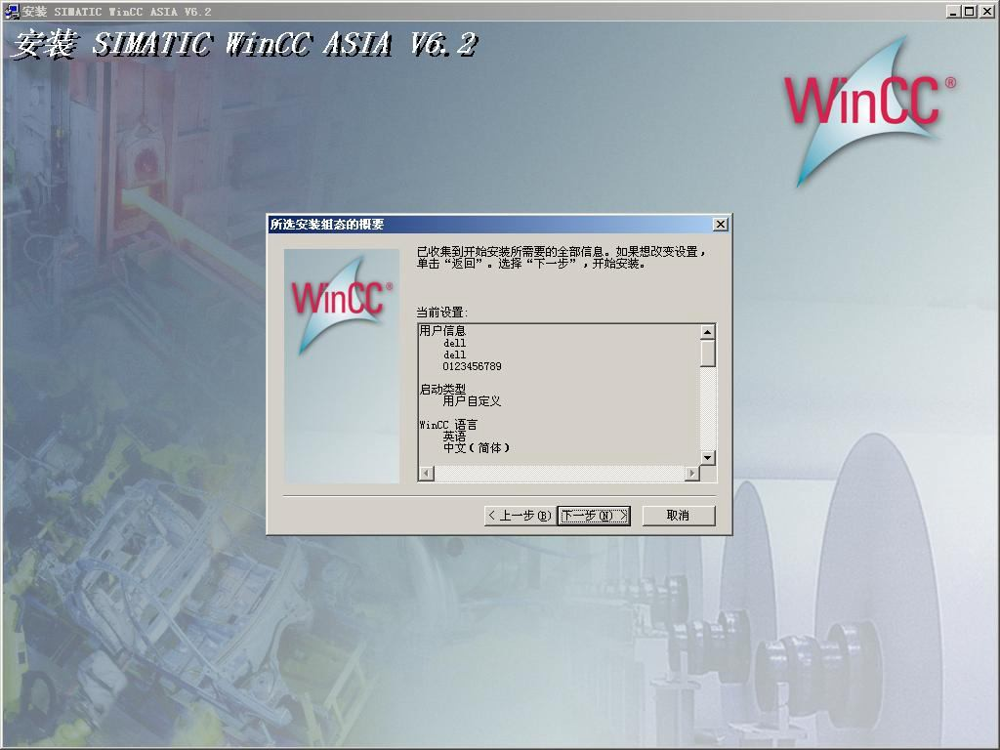 安装 SIMATIC WinCC ASIA V6.2
安装 SIMATIC WinCC ASIA V6.2
WinCC®
所选安装组态的概要
WinCC®
已收集到开始安装所需要的全部信息。如果想改变设置，
单击“返回”。选择“下一步”，开始安装。
当前设置:
用户信息
dell
dell
0123456789
启动类型
用户自定义
WinCC 语言
英语
中文(简体)
< 上一步(B) 下一步(N) > 取消